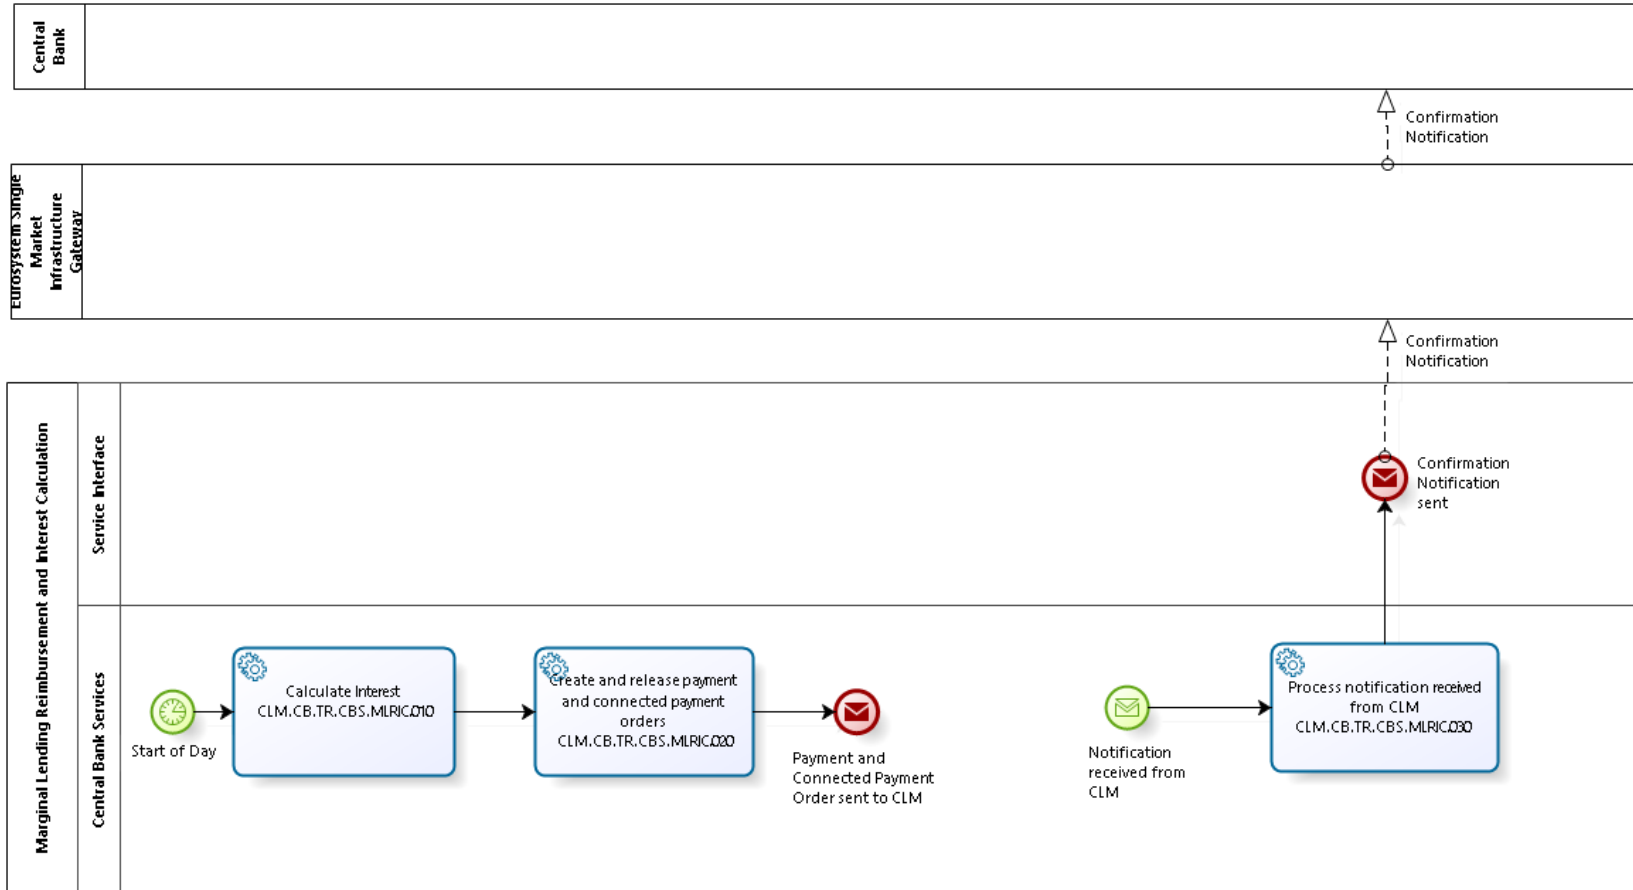 Central
Bank
Confirmation
Notification
Eurosystem Single
Market
Infrastructure
Gateway
Confirmation
Notification
Marginal Lending Reimbursement and Interest Calculation
Service Interface
Confirmation
Notification
sent
Central Bank Services
Start of Day
Calculate Interest
CLM.CB.TR.CBS.MLRIC.010
Create and release payment
and connected payment
orders
CLM.CB.TR.CBS.MLRIC.020
Payment and
Connected Payment
Order sent to CLM
Notification
received from
CLM
Process notification received
from CLM
CLM.CB.TR.CBS.MLRIC.030